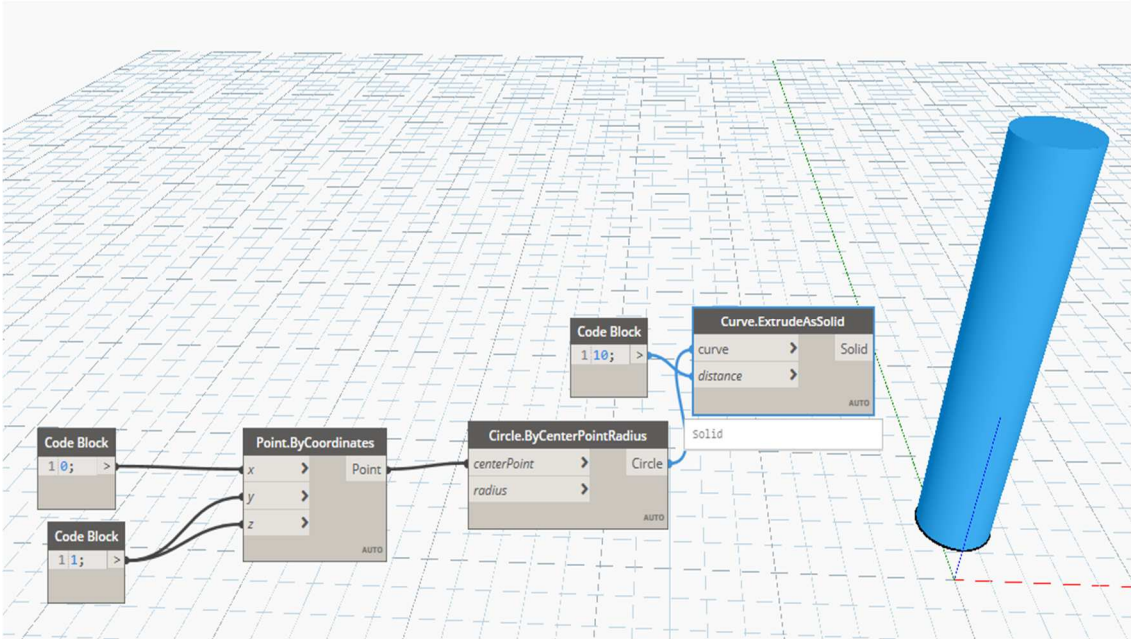 Code Block
1 10; >
Curve.ExtrudeAsSolid
curve > Solid
distance >
AUTO
Solid
Code Block
1 0; >
Point.ByCoordinates
x > Point
y >
z >
AUTO
Circle.ByCenterPointRadius
centerPoint > Circle
radius >
AUTO
Code Block
1 1; >